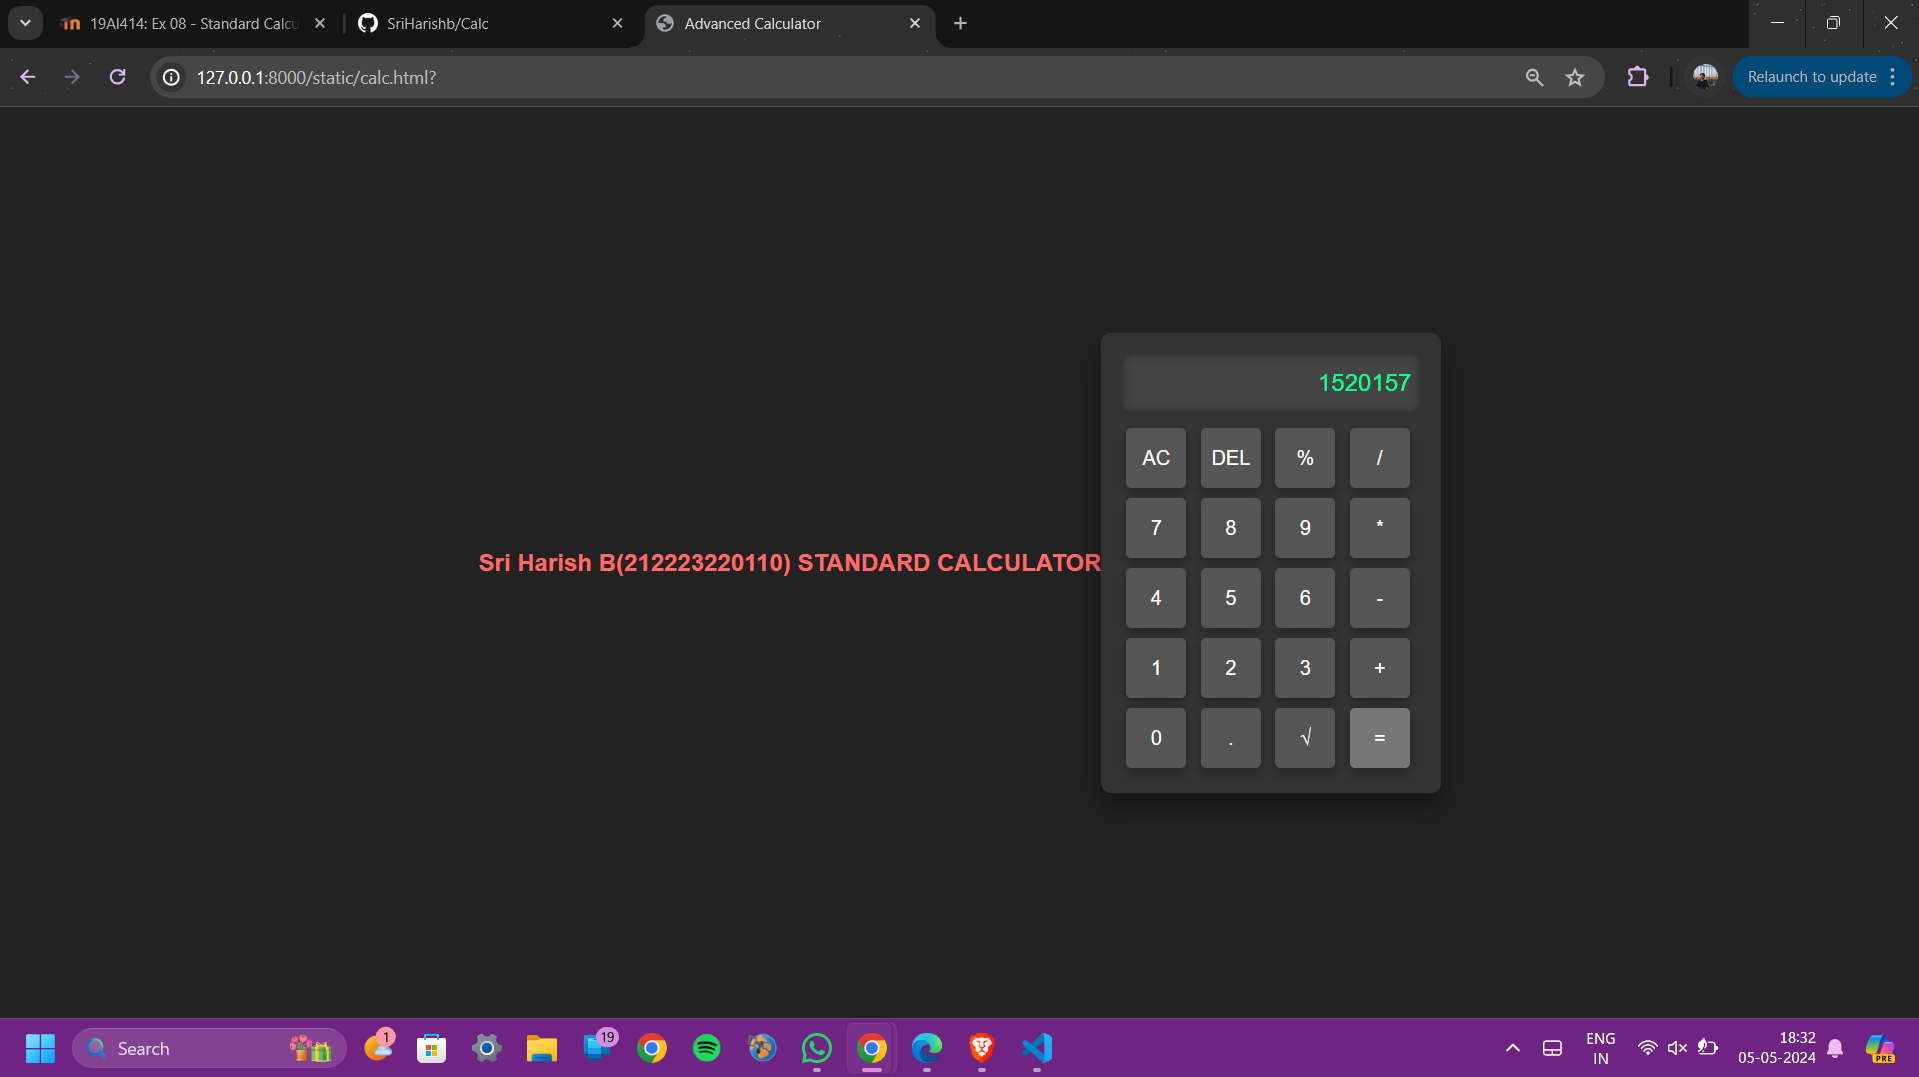 19AI414: Ex 08 - Standard Calcu
SriHarishb/Calc
Advanced Calculator
127.0.0.1:8000/static/calc.html?
Relaunch to update
1520157
AC DEL % /
7 8 9 *
Sri Harish B(212223220110) STANDARD CALCULATOR
4 5 6 -
1 2 3 +
0 . √ =
Search
1
19
ENG
IN
18:32
05-05-2024
PRE